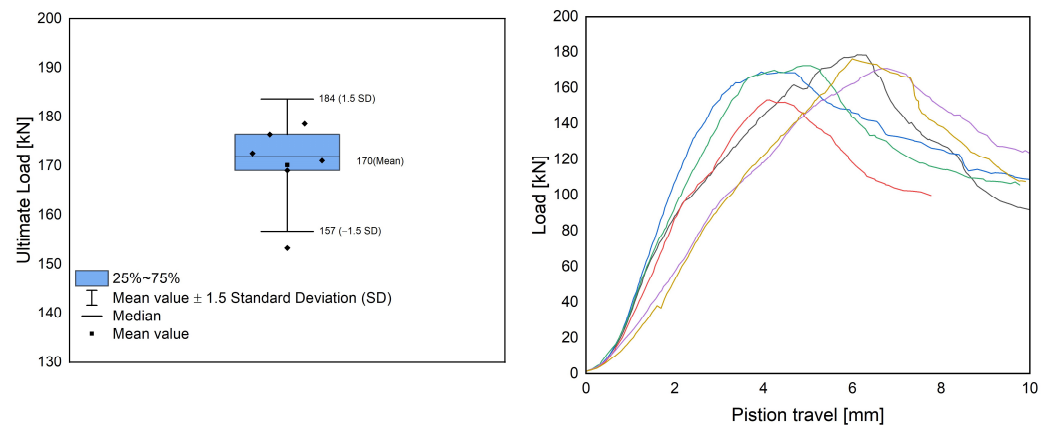 200
190
180
170
160
150
140
130
Ultimate Load [kN]
184 (1.5 SD)
170(Mean)
157 (−1.5 SD)
25%~75%
Mean value ± 1.5 Standard Deviation (SD)
Median
Mean value
200
180
160
140
120
100
80
60
40
20
0
Load [kN]
0 2 4 6 8 10
Pistion travel [mm]